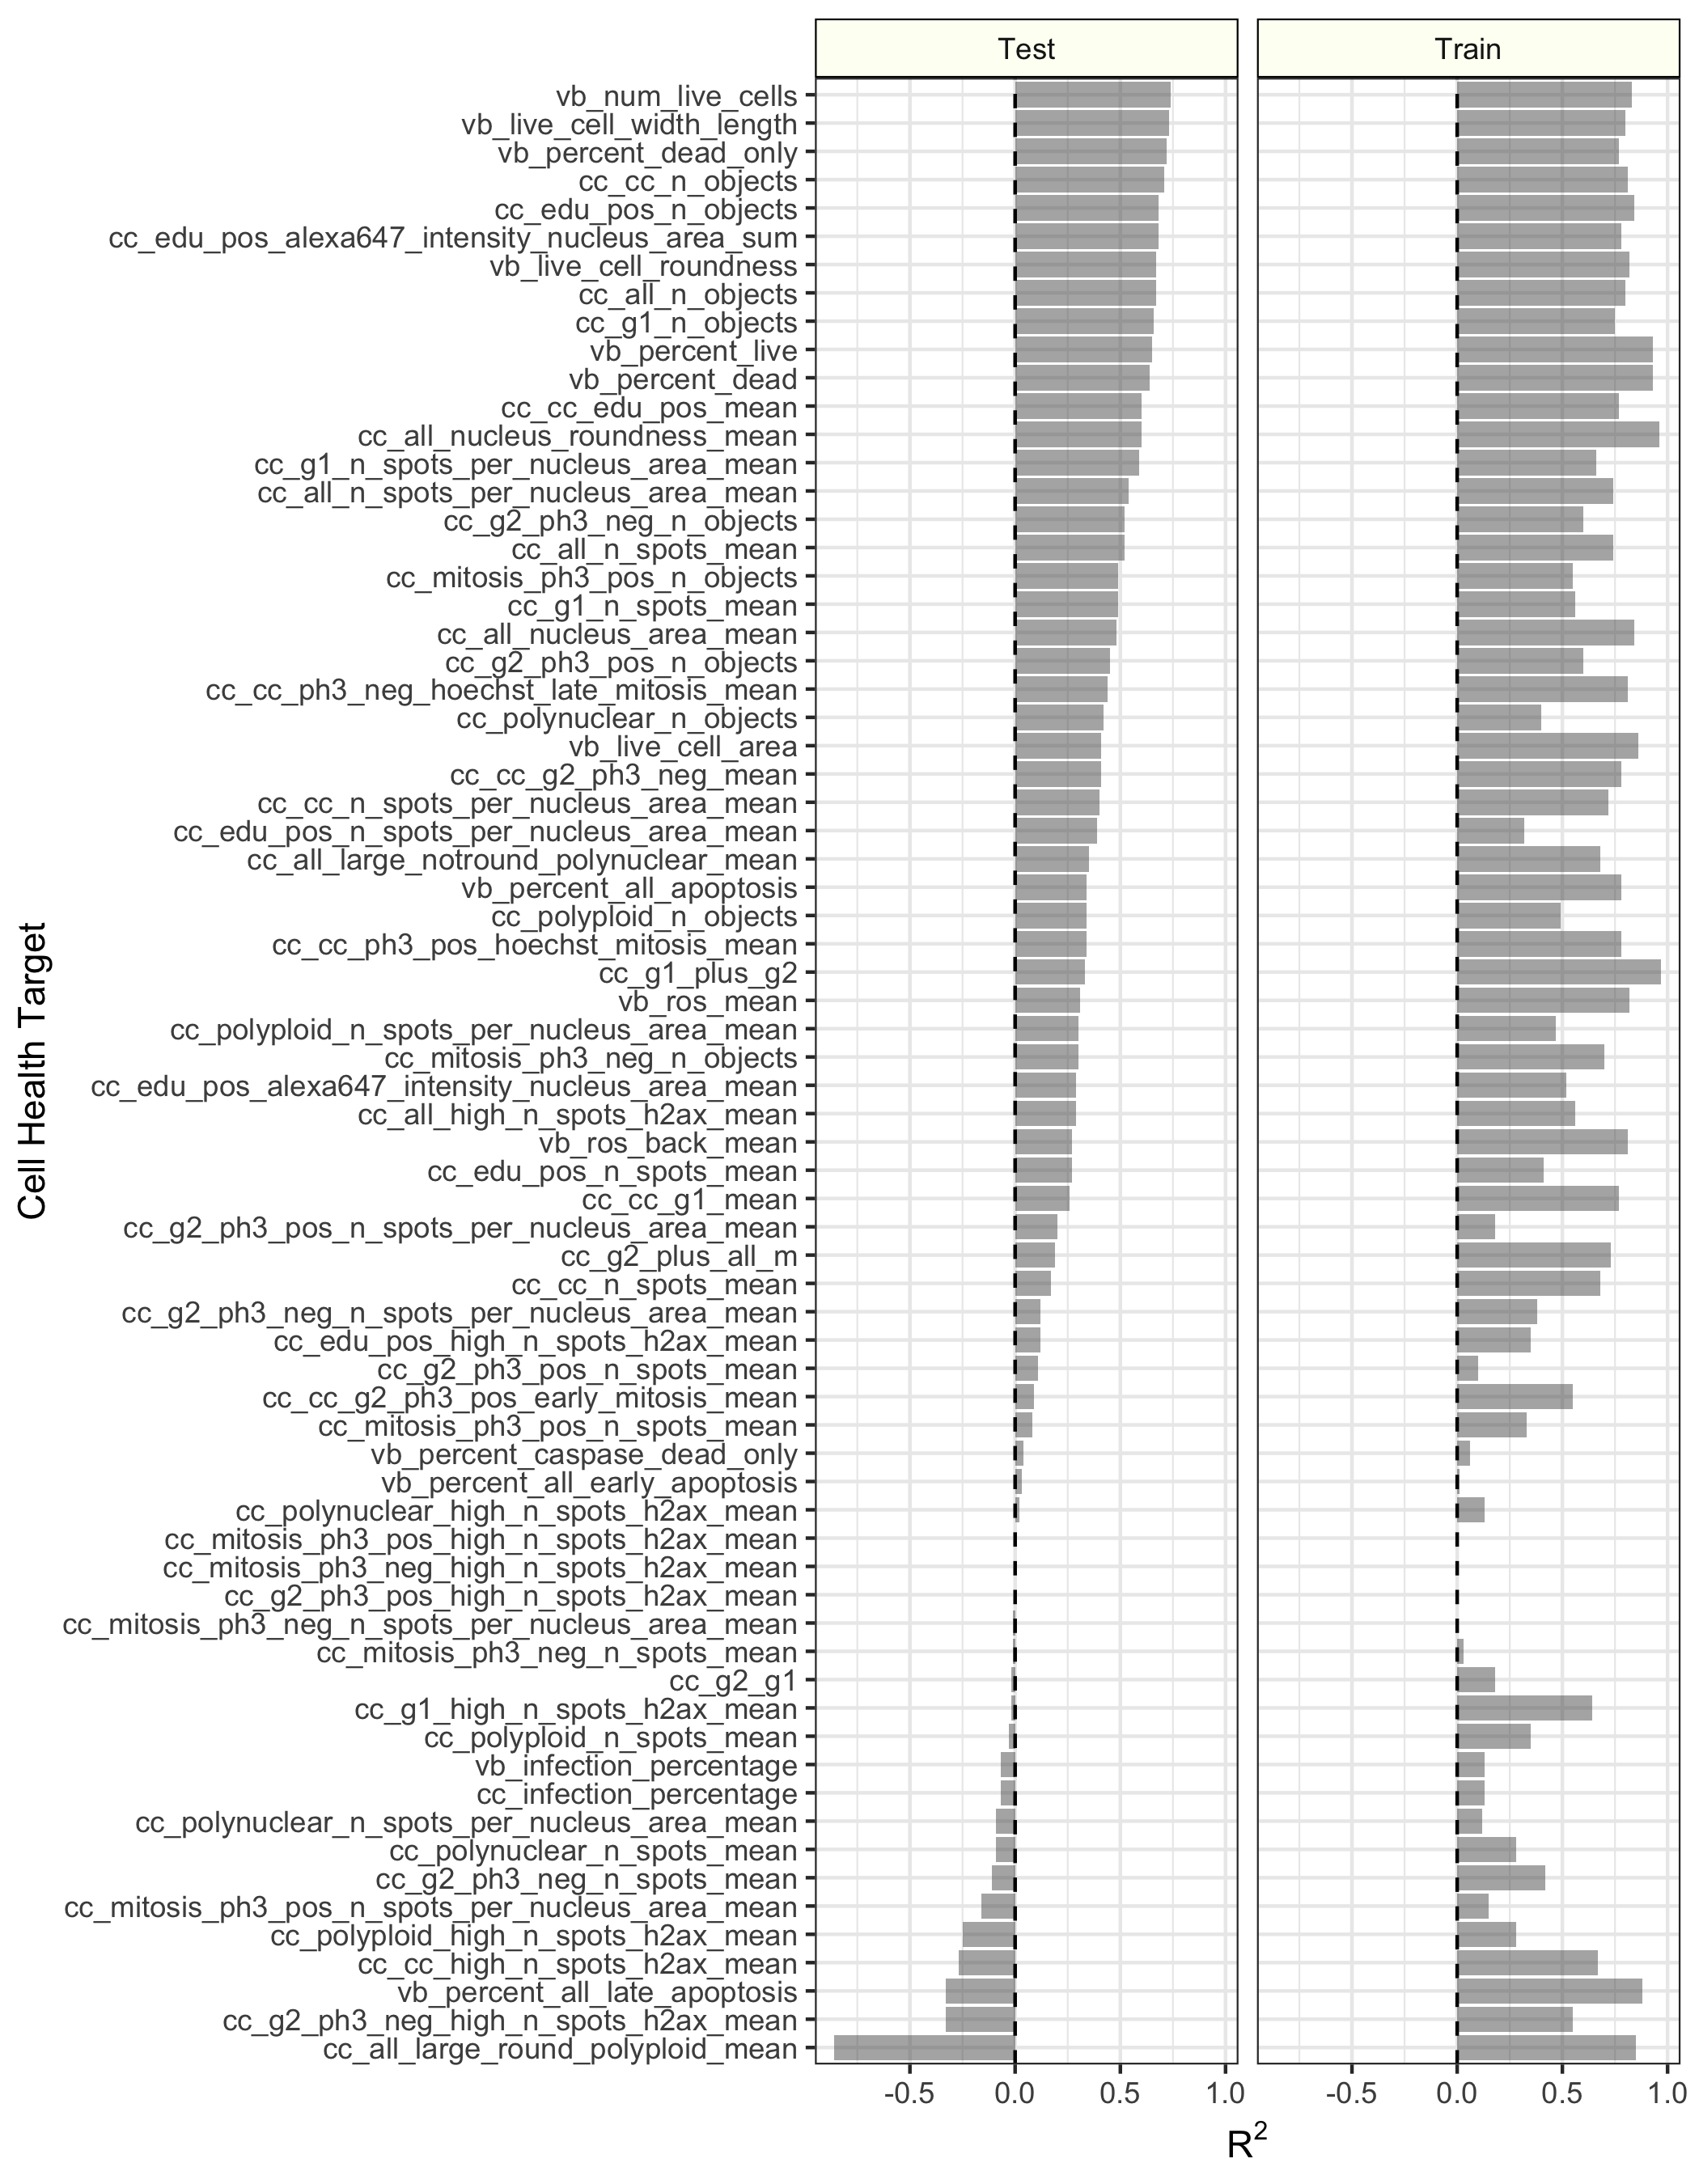 Test
Train
vb_num_live_cells
vb_live_cell_width_length
vb_percent_dead_only
cc_cc_n_objects
cc_edu_pos_n_objects
cc_edu_pos_alexa647_intensity_nucleus_area_sum
vb_live_cell_roundness
cc_all_n_objects
cc_g1_n_objects
vb_percent_live
vb_percent_dead
cc_cc_edu_pos_mean
cc_all_nucleus_roundness_mean
cc_g1_n_spots_per_nucleus_area_mean
cc_all_n_spots_per_nucleus_area_mean
cc_g2_ph3_neg_n_objects
cc_all_n_spots_mean
cc_mitosis_ph3_pos_n_objects
cc_g1_n_spots_mean
cc_all_nucleus_area_mean
cc_g2_ph3_pos_n_objects
cc_cc_ph3_neg_hoechst_late_mitosis_mean
cc_polynuclear_n_objects
vb_live_cell_area
cc_cc_g2_ph3_neg_mean
cc_cc_n_spots_per_nucleus_area_mean
cc_edu_pos_n_spots_per_nucleus_area_mean
cc_all_large_notround_polynuclear_mean
vb_percent_all_apoptosis
cc_polyploid_n_objects
cc_cc_ph3_pos_hoechst_mitosis_mean
cc_g1_plus_g2
vb_ros_mean
cc_polyploid_n_spots_per_nucleus_area_mean
cc_mitosis_ph3_neg_n_objects
cc_edu_pos_alexa647_intensity_nucleus_area_mean
cc_all_high_n_spots_h2ax_mean
vb_ros_back_mean
cc_edu_pos_n_spots_mean
cc_cc_g1_mean
cc_g2_ph3_pos_n_spots_per_nucleus_area_mean
cc_g2_plus_all_m
cc_cc_n_spots_mean
cc_g2_ph3_neg_n_spots_per_nucleus_area_mean
cc_edu_pos_high_n_spots_h2ax_mean
cc_g2_ph3_pos_n_spots_mean
cc_cc_g2_ph3_pos_early_mitosis_mean
cc_mitosis_ph3_pos_n_spots_mean
vb_percent_caspase_dead_only
vb_percent_all_early_apoptosis
cc_polynuclear_high_n_spots_h2ax_mean
cc_mitosis_ph3_pos_high_n_spots_h2ax_mean
cc_mitosis_ph3_neg_high_n_spots_h2ax_mean
cc_g2_ph3_pos_high_n_spots_h2ax_mean
cc_mitosis_ph3_neg_n_spots_per_nucleus_area_mean
cc_mitosis_ph3_neg_n_spots_mean
cc_g2_g1
cc_g1_high_n_spots_h2ax_mean
cc_polyploid_n_spots_mean
vb_infection_percentage
cc_infection_percentage
cc_polynuclear_n_spots_per_nucleus_area_mean
cc_polynuclear_n_spots_mean
cc_g2_ph3_neg_n_spots_mean
cc_mitosis_ph3_pos_n_spots_per_nucleus_area_mean
cc_polyploid_high_n_spots_h2ax_mean
cc_cc_high_n_spots_h2ax_mean
vb_percent_all_late_apoptosis
cc_g2_ph3_neg_high_n_spots_h2ax_mean
cc_all_large_round_polyploid_mean
Cell Health Target
-0.5 0.0 0.5 1.0
-0.5 0.0 0.5 1.0
R²